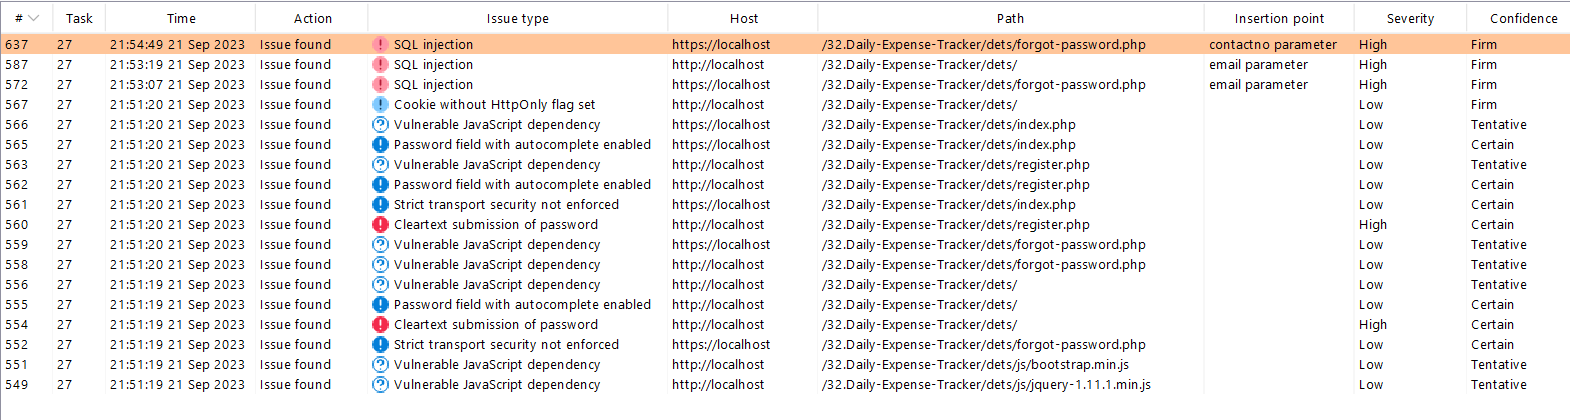 # Task Time Action Issue type Host Path Insertion point Severity Confidence
637 27 21:54:49 21 Sep 2023 Issue found SQL injection https://localhost /32.Daily-Expense-Tracker/dets/forgot-password.php contactno parameter High Firm
587 27 21:53:19 21 Sep 2023 Issue found SQL injection http://localhost /32.Daily-Expense-Tracker/dets/ email parameter High Firm
572 27 21:53:07 21 Sep 2023 Issue found SQL injection http://localhost /32.Daily-Expense-Tracker/dets/forgot-password.php email parameter High Firm
567 27 21:51:20 21 Sep 2023 Issue found Cookie without HttpOnly flag set http://localhost /32.Daily-Expense-Tracker/dets/ Low Firm
566 27 21:51:20 21 Sep 2023 Issue found Vulnerable JavaScript dependency https://localhost /32.Daily-Expense-Tracker/dets/index.php Low Tentative
565 27 21:51:20 21 Sep 2023 Issue found Password field with autocomplete enabled https://localhost /32.Daily-Expense-Tracker/dets/index.php Low Certain
563 27 21:51:20 21 Sep 2023 Issue found Vulnerable JavaScript dependency http://localhost /32.Daily-Expense-Tracker/dets/register.php Low Tentative
562 27 21:51:20 21 Sep 2023 Issue found Password field with autocomplete enabled http://localhost /32.Daily-Expense-Tracker/dets/register.php Low Certain
561 27 21:51:20 21 Sep 2023 Issue found Strict transport security not enforced https://localhost /32.Daily-Expense-Tracker/dets/index.php Low Certain
560 27 21:51:20 21 Sep 2023 Issue found Cleartext submission of password http://localhost /32.Daily-Expense-Tracker/dets/register.php High Certain
559 27 21:51:20 21 Sep 2023 Issue found Vulnerable JavaScript dependency https://localhost /32.Daily-Expense-Tracker/dets/forgot-password.php Low Tentative
558 27 21:51:20 21 Sep 2023 Issue found Vulnerable JavaScript dependency http://localhost /32.Daily-Expense-Tracker/dets/forgot-password.php Low Tentative
556 27 21:51:19 21 Sep 2023 Issue found Vulnerable JavaScript dependency http://localhost /32.Daily-Expense-Tracker/dets/ Low Tentative
555 27 21:51:19 21 Sep 2023 Issue found Password field with autocomplete enabled http://localhost /32.Daily-Expense-Tracker/dets/ Low Certain
554 27 21:51:19 21 Sep 2023 Issue found Cleartext submission of password http://localhost /32.Daily-Expense-Tracker/dets/ High Certain
552 27 21:51:19 21 Sep 2023 Issue found Strict transport security not enforced https://localhost /32.Daily-Expense-Tracker/dets/forgot-password.php Low Certain
551 27 21:51:19 21 Sep 2023 Issue found Vulnerable JavaScript dependency http://localhost /32.Daily-Expense-Tracker/dets/js/bootstrap.min.js Low Tentative
549 27 21:51:19 21 Sep 2023 Issue found Vulnerable JavaScript dependency http://localhost /32.Daily-Expense-Tracker/dets/js/jquery-1.11.1.min.js Low Tentative